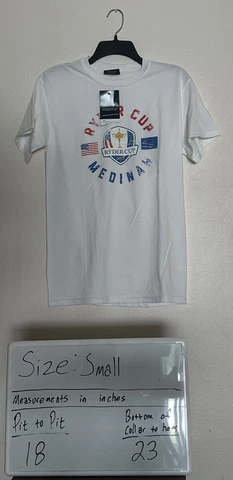 RYDER CUP
RYDER CUP
MEDINAH
Size: Small
Measurements in inches
Pit to Pit
Bottom of
Collar to hem
18
23